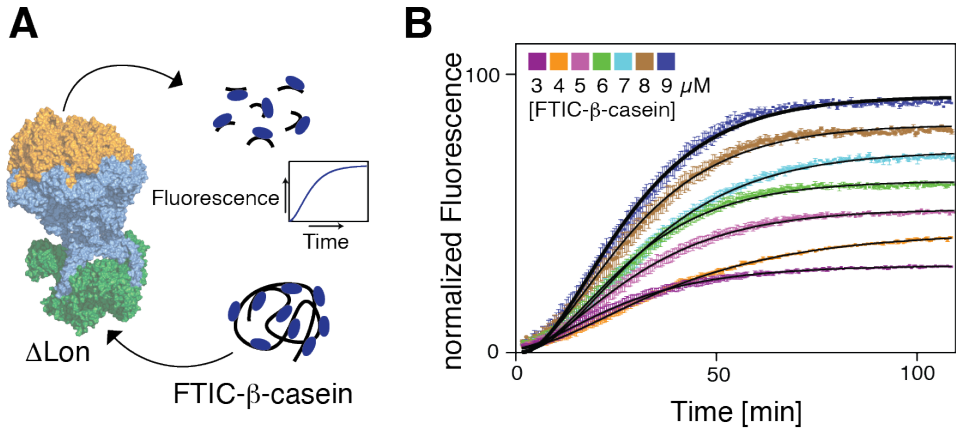 A
Fluorescence
Time
ΔLon
FTIC-β-casein
B
normalized Fluorescence
100
0
3 4 5 6 7 8 9 µM
[FTIC-β-casein]
0 50 100
Time [min]